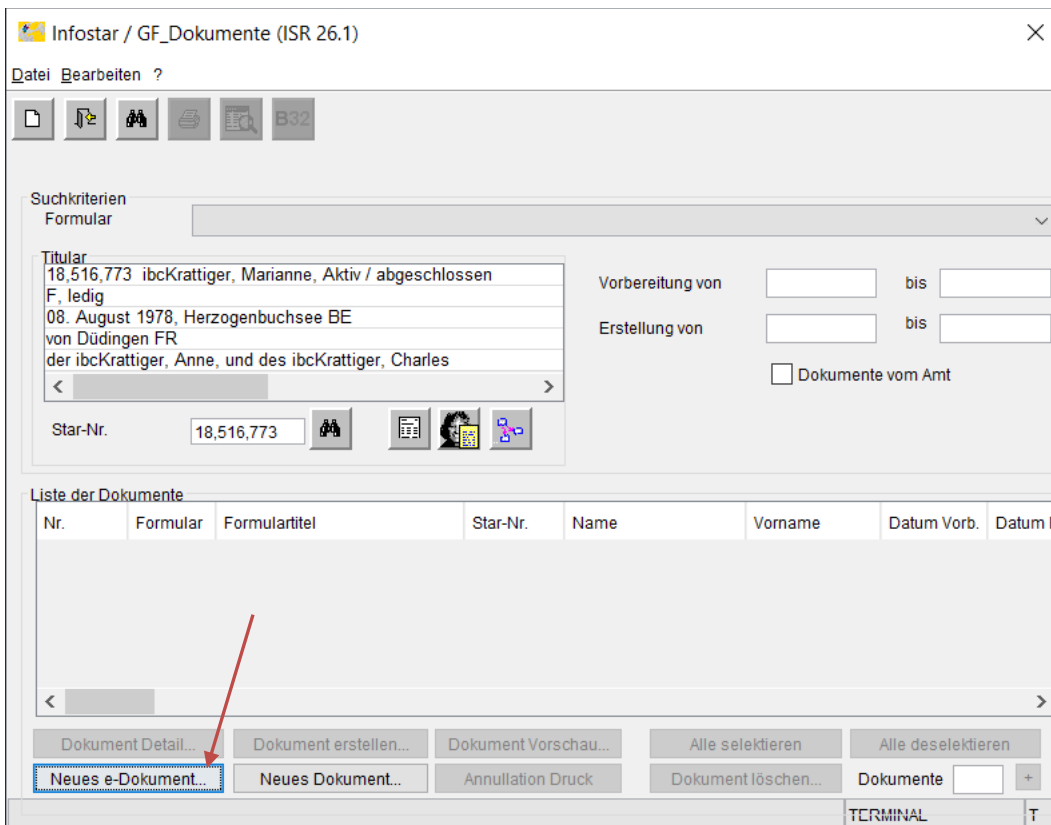 Infostar / GF_Dokumente (ISR 26.1)
Datei Bearbeiten ?
B32
Suchkriterien
Formular
Titular
18,516,773 ibcKrattiger, Marianne, Aktiv / abgeschlossen
F, ledig
08. August 1978, Herzogenbuchsee BE
von Düdingen FR
der ibcKrattiger, Anne, und des ibcKrattiger, Charles
Vorbereitung von bis
Erstellung von bis
Dokumente vom Amt
Star-Nr. 18,516,773
Liste der Dokumente
Nr. Formular Formulartitel Star-Nr. Name Vorname Datum Vorb. Datum
Dokument Detail... Dokument erstellen... Dokument Vorschau... Alle selektieren Alle deselektieren
Neues e-Dokument... Neues Dokument... Annullation Druck Dokument löschen... Dokumente +
TERMINAL T